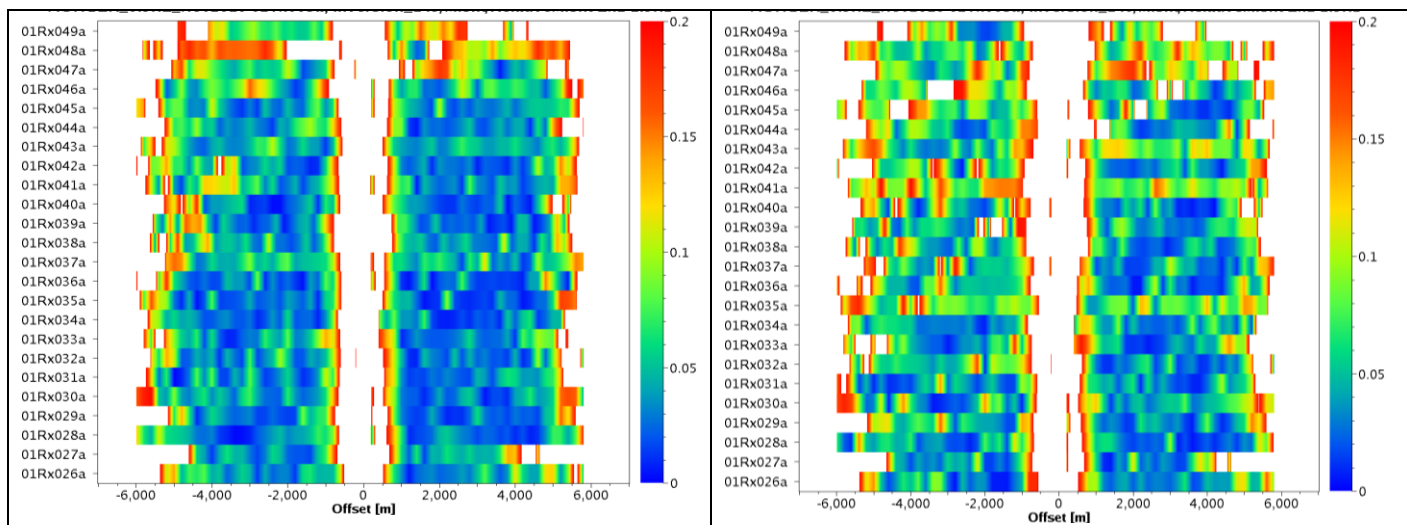 01Rx049a
01Rx048a
01Rx047a
01Rx046a
01Rx045a
01Rx044a
01Rx043a
01Rx042a
01Rx041a
01Rx040a
01Rx039a
01Rx038a
01Rx037a
01Rx036a
01Rx035a
01Rx034a
01Rx033a
01Rx032a
01Rx031a
01Rx030a
01Rx029a
01Rx028a
01Rx027a
01Rx026a
-6,000 -4,000 -2,000 0 2,000 4,000 6,000
Offset [m]
0.2
0.15
0.1
0.05
0
01Rx049a
01Rx048a
01Rx047a
01Rx046a
01Rx045a
01Rx044a
01Rx043a
01Rx042a
01Rx041a
01Rx040a
01Rx039a
01Rx038a
01Rx037a
01Rx036a
01Rx035a
01Rx034a
01Rx033a
01Rx032a
01Rx031a
01Rx030a
01Rx029a
01Rx028a
01Rx027a
01Rx026a
-6,000 -4,000 -2,000 0 2,000 4,000 6,000
Offset [m]
0.2
0.15
0.1
0.05
0